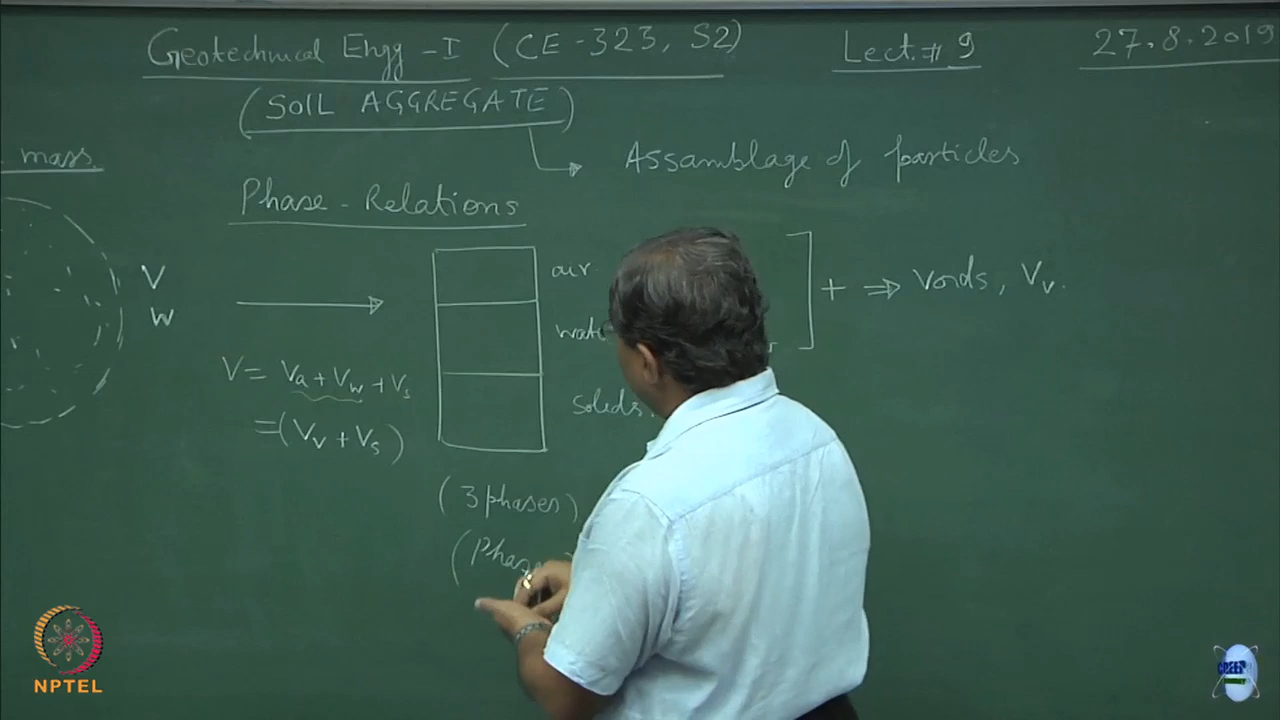 Geotechnical Engg - I (CE-323, S2) Lect. # 9 27.8.2019
(SOIL AGGREGATE)
. mass
Assamblage of particles
Phase - Relations
V
W
air
+ ⇒ Voids, Vv.
V = Va + Vw + Vs
= (Vv + Vs)
solids
(3 phases)
NPTEL
CDEEP